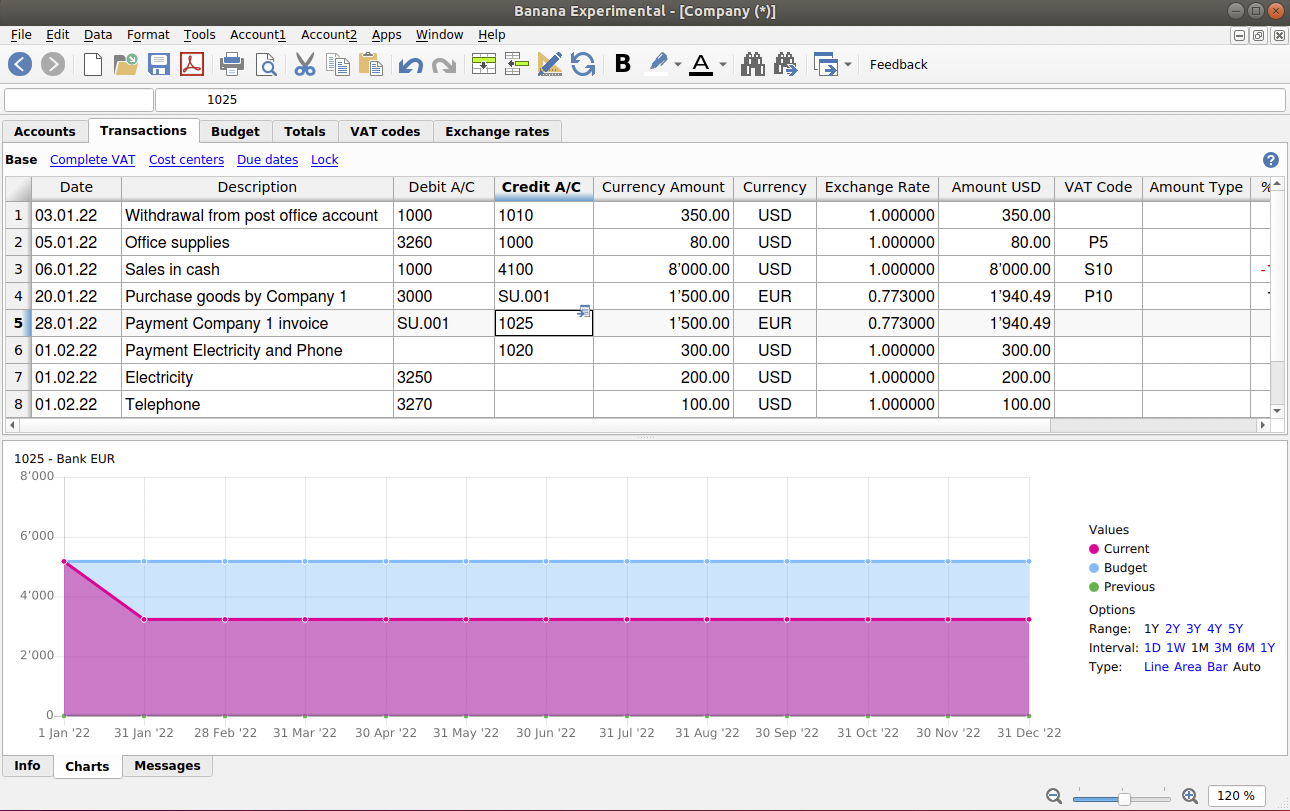 Banana Experimental - [Company (*)]
File Edit Data Format Tools Account1 Account2 Apps Window Help
B A Feedback
1025
Accounts Transactions Budget Totals VAT codes Exchange rates
Base Complete VAT Cost centers Due dates Lock ?
Date Description Debit A/C Credit A/C Currency Amount Currency Exchange Rate Amount USD VAT Code Amount Type %
1 03.01.22 Withdrawal from post office account 1000 1010 350.00 USD 1.000000 350.00
2 05.01.22 Office supplies 3260 1000 80.00 USD 1.000000 80.00 P5
3 06.01.22 Sales in cash 1000 4100 8’000.00 USD 1.000000 8’000.00 S10
4 20.01.22 Purchase goods by Company 1 3000 SU.001 1’500.00 EUR 0.773000 1’940.49 P10
5 28.01.22 Payment Company 1 invoice SU.001 1025 1’500.00 EUR 0.773000 1’940.49
6 01.02.22 Payment Electricity and Phone 1020 300.00 USD 1.000000 300.00
7 01.02.22 Electricity 3250 200.00 USD 1.000000 200.00
8 01.02.22 Telephone 3270 100.00 USD 1.000000 100.00
1025 - Bank EUR
8’000
6’000
4’000
2’000
0
1 Jan '22 31 Jan '22 28 Feb '22 31 Mar '22 30 Apr '22 31 May '22 30 Jun '22 31 Jul '22 31 Aug '22 30 Sep '22 31 Oct '22 30 Nov '22 31 Dec '22
Values
Current
Budget
Previous
Options
Range: 1Y 2Y 3Y 4Y 5Y
Interval: 1D 1W 1M 3M 6M 1Y
Type: Line Area Bar Auto
Info Charts Messages
120 %